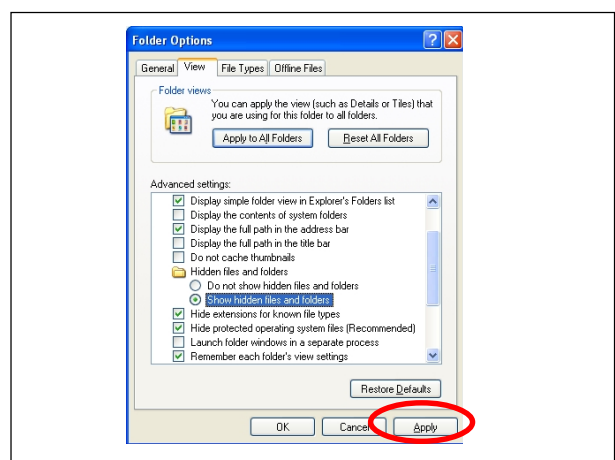 Folder Options
General View File Types Offline Files
Folder views
You can apply the view (such as Details or Tiles) that
you are using for this folder to all folders.
Apply to All Folders Reset All Folders
Advanced settings:
Display simple folder view in Explorer's Folders list
Display the contents of system folders
Display the full path in the address bar
Display the full path in the title bar
Do not cache thumbnails
Hidden files and folders
Do not show hidden files and folders
Show hidden files and folders
Hide extensions for known file types
Hide protected operating system files (Recommended)
Launch folder windows in a separate process
Remember each folder's view settings
Restore Defaults
OK Cancel Apply